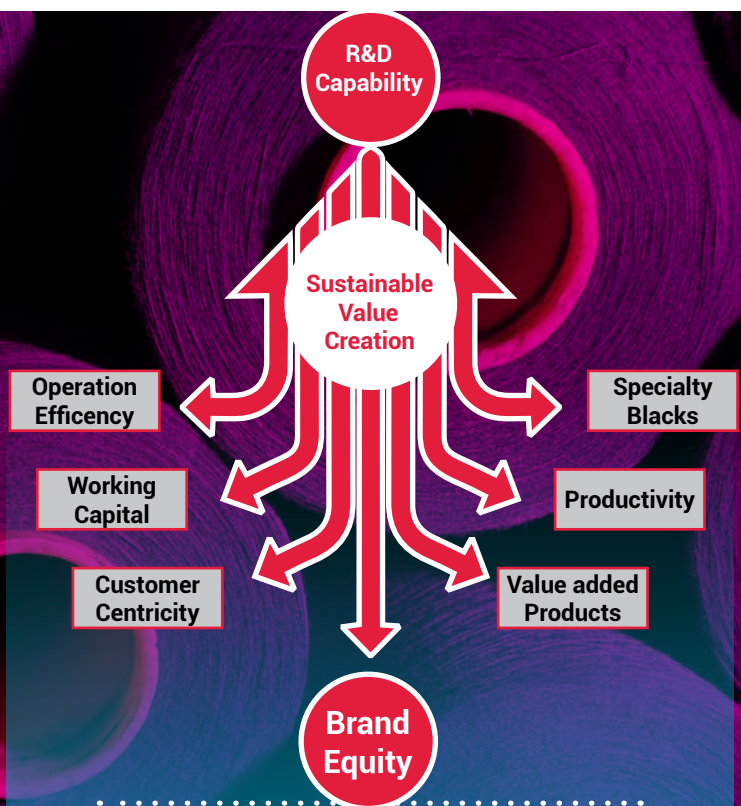 R&D
Capability
Sustainable
Value
Creation
Operation
Efficency
Specialty
Blacks
Working
Capital
Productivity
Customer
Centricity
Value added
Products
Brand
Equity